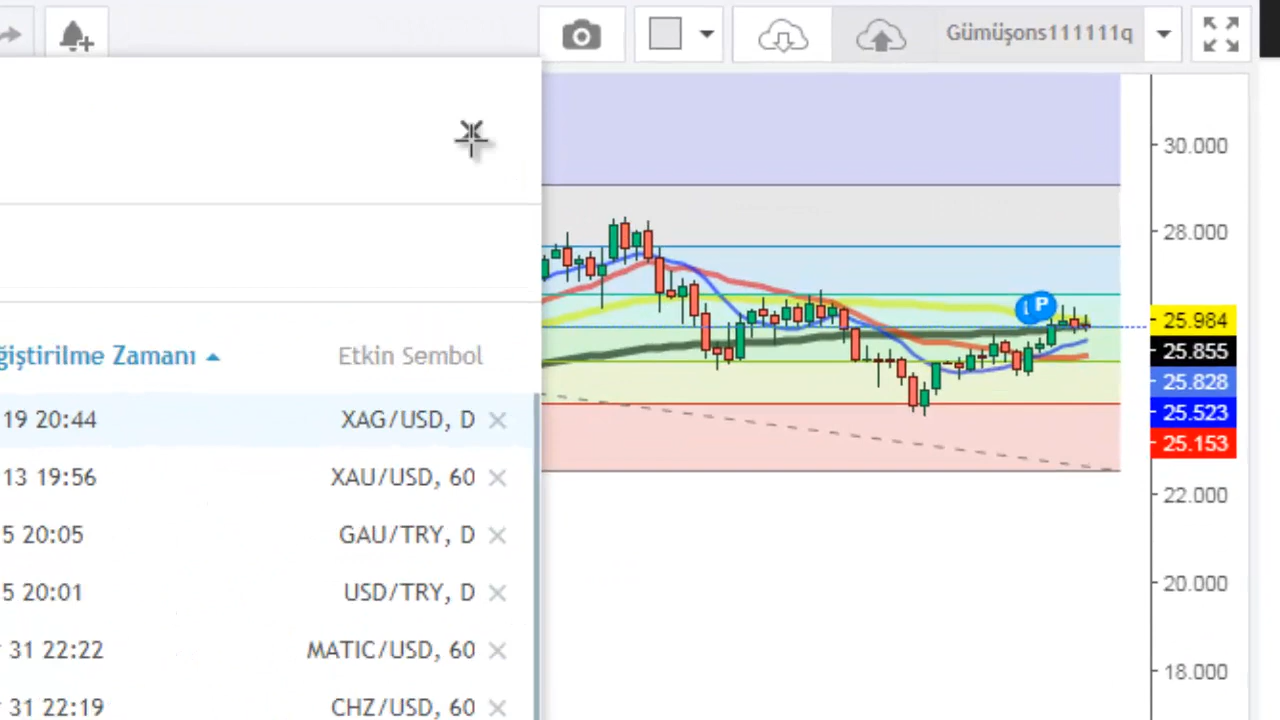 Gümüşons111111q
ğiştirilme Zamanı
Etkin Sembol
19 20:44
XAG/USD, D
13 19:56
XAU/USD, 60
5 20:05
GAU/TRY, D
5 20:01
USD/TRY, D
31 22:22
MATIC/USD, 60
31 22:19
CHZ/USD, 60
P
30.000
28.000
25.984
25.855
25.828
25.523
25.153
22.000
20.000
18.000